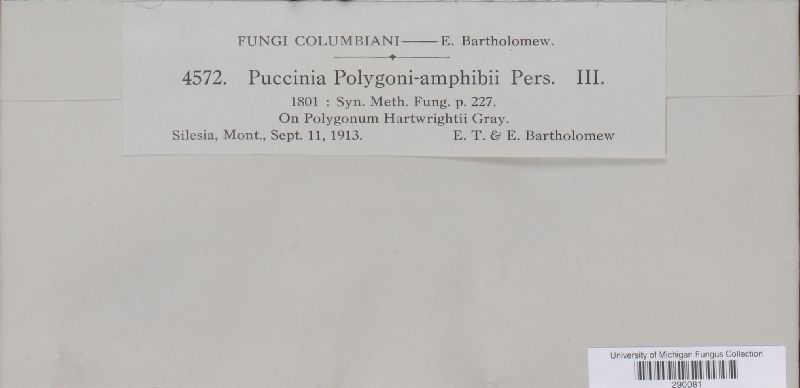 FUNGI COLUMBIANI—E. Bartholomew.
4572. Puccinia Polygoni-amphibii Pers. III.
1801 : Syn. Meth. Fung. p. 227.
On Polygonum Hartwrightii Gray.
Silesia, Mont., Sept. 11, 1913. E. T. & E. Bartholomew
University of Michigan Fungus Collection
290081